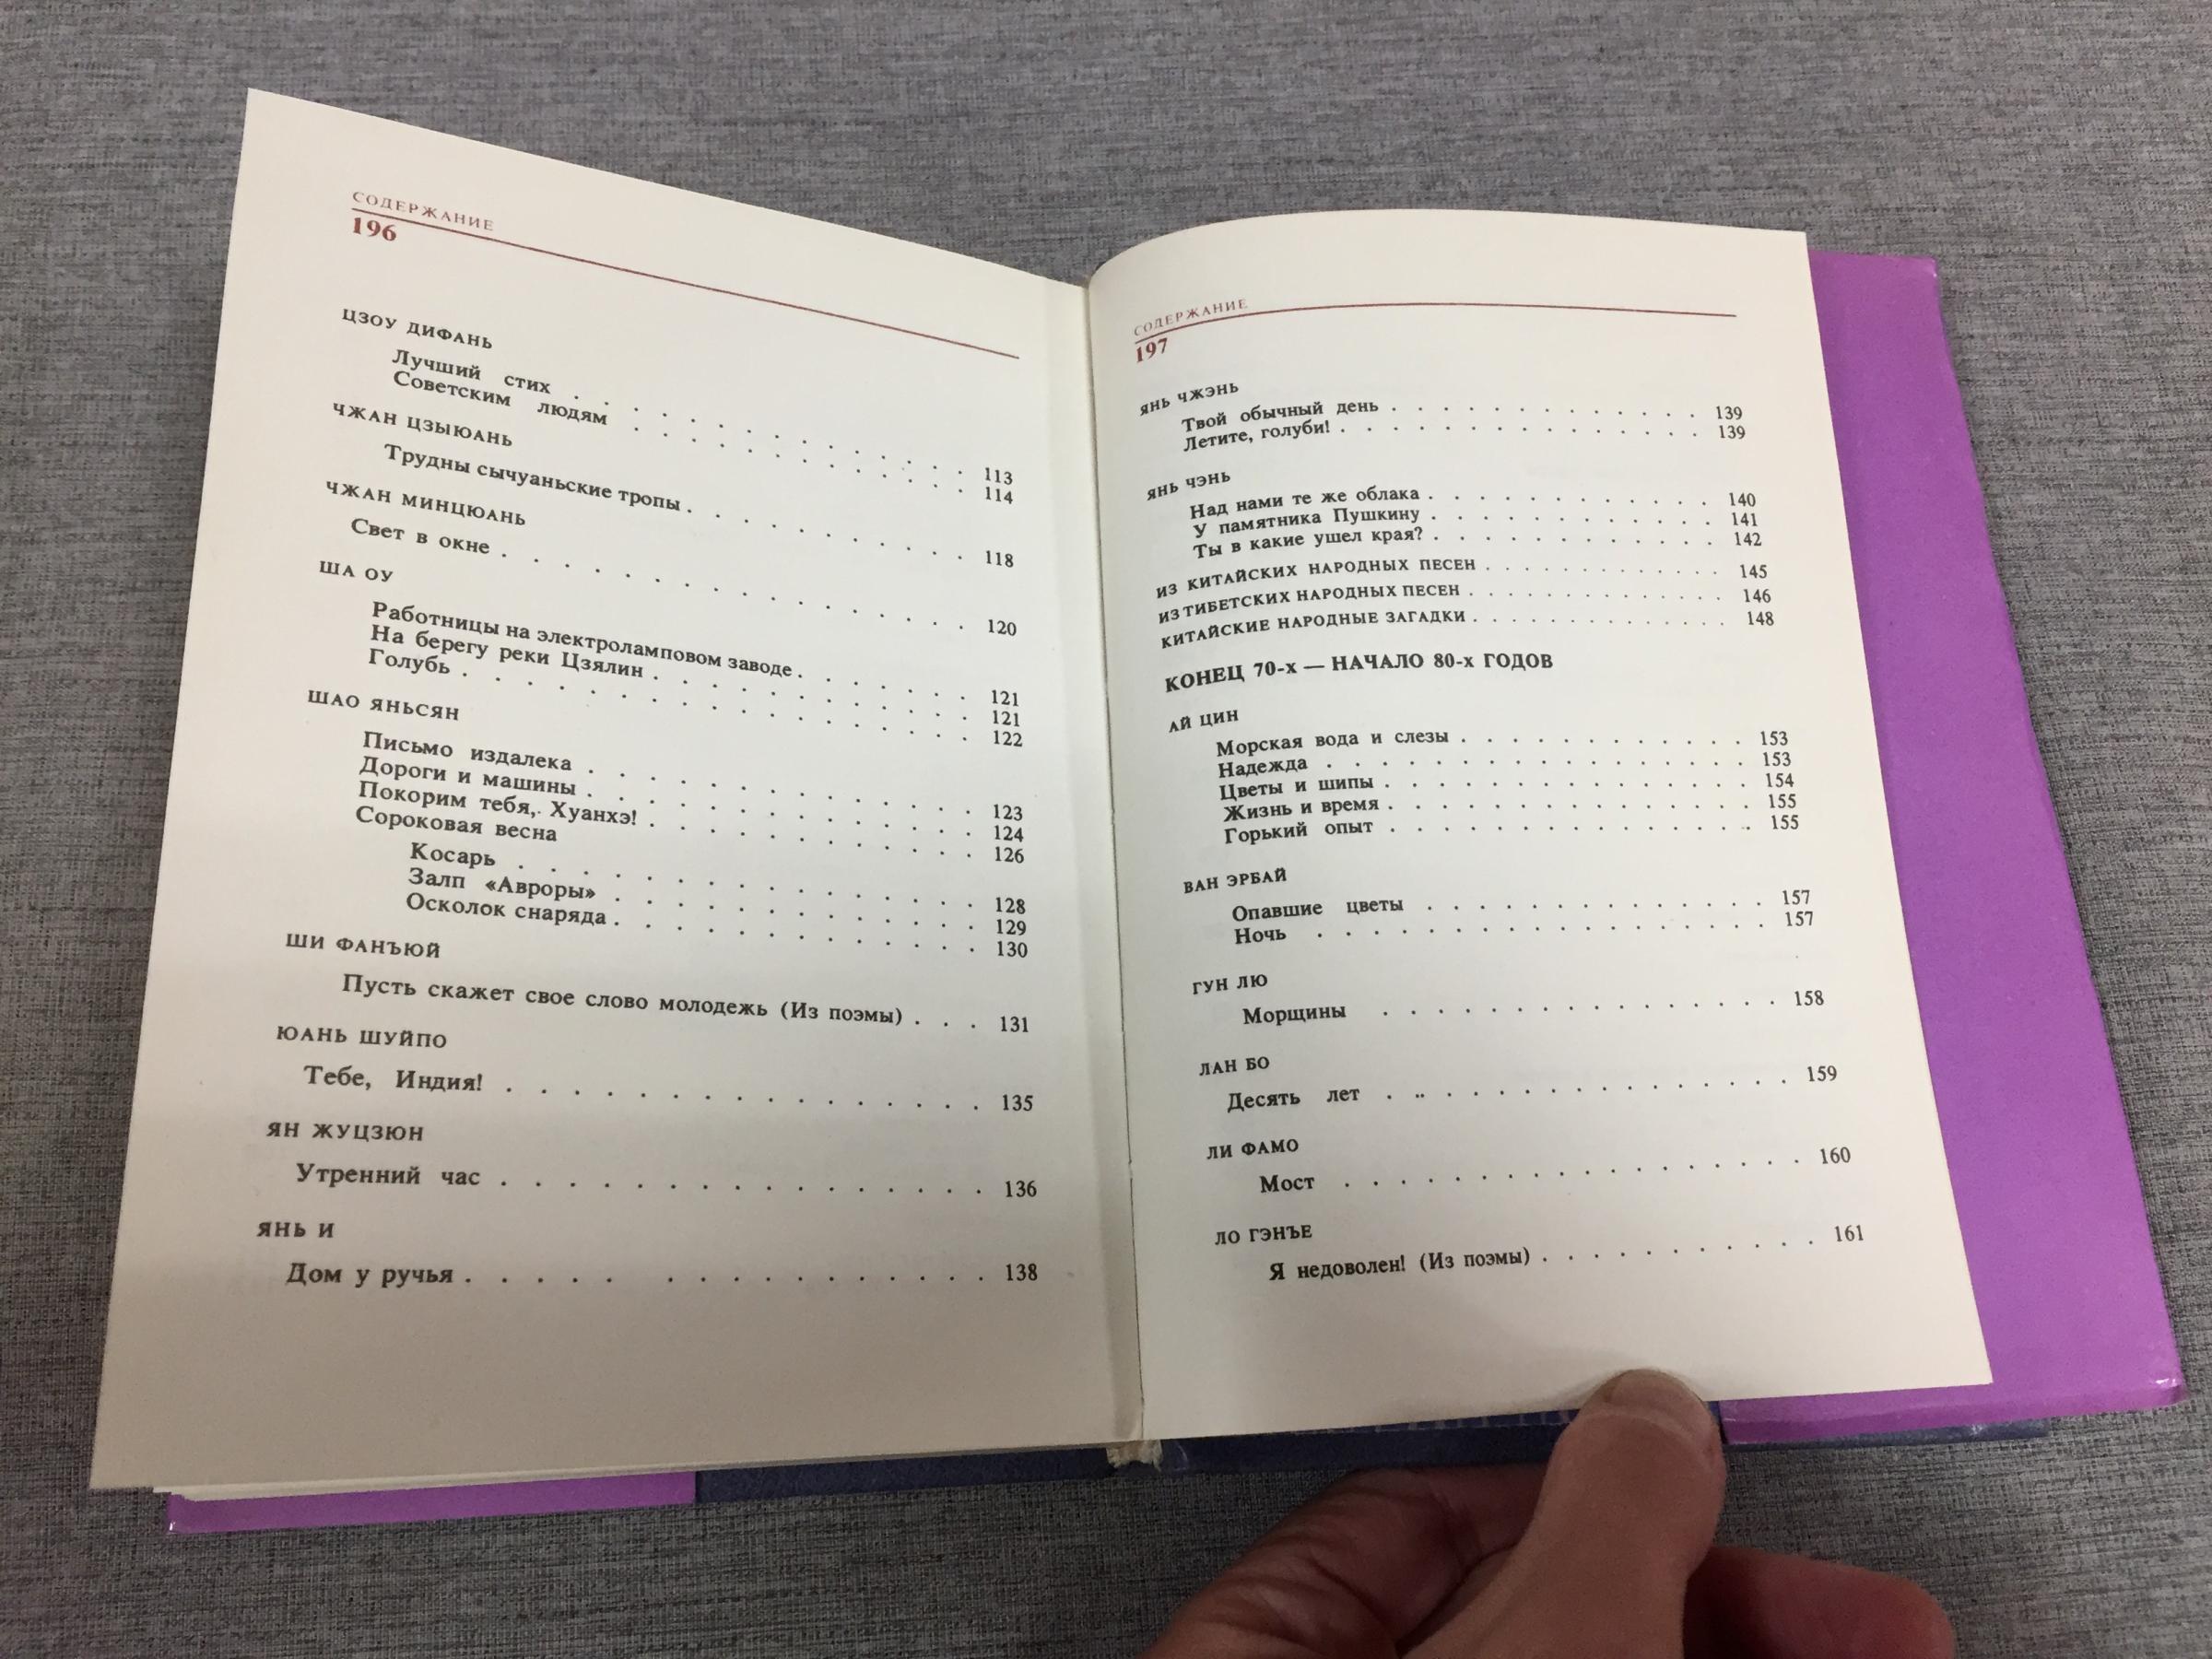 СОДЕРЖАНИЕ
196
ЦЗОУ ДИФАНЬ
Лучший стих . . . . . . . . . . . . . . 113
Советским людям . . . . . . . . . . . . 114
ЧЖАН ЦЗЫЮАНЬ
Трудны сычуаньские тропы . . . . . . . . . . 118
ЧЖАН МИНЦЮАНЬ
Свет в окне . . . . . . . . . . . . . . . . 120
ША ОУ
Работницы на электроламповом заводе . . . . . . 121
На берегу реки Цзялин . . . . . . . . . . . 121
Голубь . . . . . . . . . . . . . . . . . 122
ШАО ЯНЬСЯН
Письмо издалека . . . . . . . . . . . . . 123
Дороги и машины . . . . . . . . . . . . . 124
Покорим тебя,. Хуанхэ! . . . . . . . . . . . 126
Сороковая весна
Косарь . . . . . . . . . . . . . . . 128
Залп «Авроры» . . . . . . . . . . . . 129
Осколок снаряда . . . . . . . . . . . . 130
ШИ ФАНЪЮЙ
Пусть скажет свое слово молодежь (Из поэмы) . . . 131
ЮАНЬ ШУЙПО
Тебе, Индия! . . . . . . . . . . . . . . . . . 135
ЯН ЖУЦЗЮН
Утренний час . . . . . . . . . . . . . . . . . 136
ЯНЬ И
Дом у ручья . . . . . . . . . . . . . . . . . 138
СОДЕРЖАНИЕ
197
ЯНЬ ЧЖЭНЬ
Твой обычный день . . . . . . . . . . . . 139
Летите, голуби! . . . . . . . . . . . . . . 139
ЯНЬ ЧЭНЬ
Над нами те же облака . . . . . . . . . . . 140
У памятника Пушкину . . . . . . . . . . . 141
Ты в какие ушел края? . . . . . . . . . . . 142
ИЗ КИТАЙСКИХ НАРОДНЫХ ПЕСЕН . . . . . . . . . 145
ИЗ ТИБЕТСКИХ НАРОДНЫХ ПЕСЕН . . . . . . . . . . 146
КИТАЙСКИЕ НАРОДНЫЕ ЗАГАДКИ . . . . . . . . . . 148
КОНЕЦ 70-х — НАЧАЛО 80-х ГОДОВ
АЙ ЦИН
Морская вода и слезы . . . . . . . . . . . 153
Надежда . . . . . . . . . . . . . . . . 153
Цветы и шипы . . . . . . . . . . . . . . 154
Жизнь и время . . . . . . . . . . . . . . 155
Горький опыт . . . . . . . . . . . . . . 155
ВАН ЭРБАЙ
Опавшие цветы . . . . . . . . . . . . . 157
Ночь . . . . . . . . . . . . . . . . . 157
ГУН ЛЮ
Морщины . . . . . . . . . . . . . . . 158
ЛАН БО
Десять лет . .. . . . . . . . . . . . . . 159
ЛИ ФАМО
Мост . . . . . . . . . . . . . . . . . 160
ЛО ГЭНЪЕ
Я недоволен! (Из поэмы) . . . . . . . . . . . 161